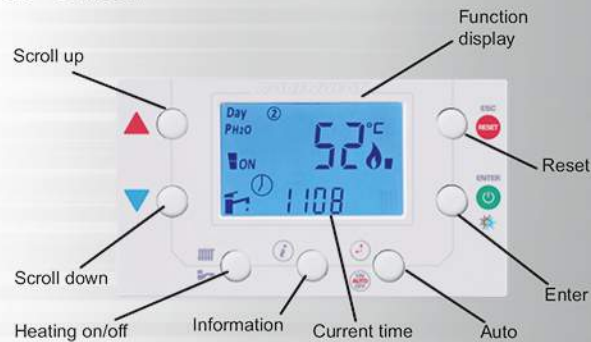 Function
display
Scroll up
Day 2
PH2O
52°C
ON
1108
ESC
RESET
Reset
ENTER
i
AUTO
Scroll down
Enter
Heating on/off
Information
Current time
Auto